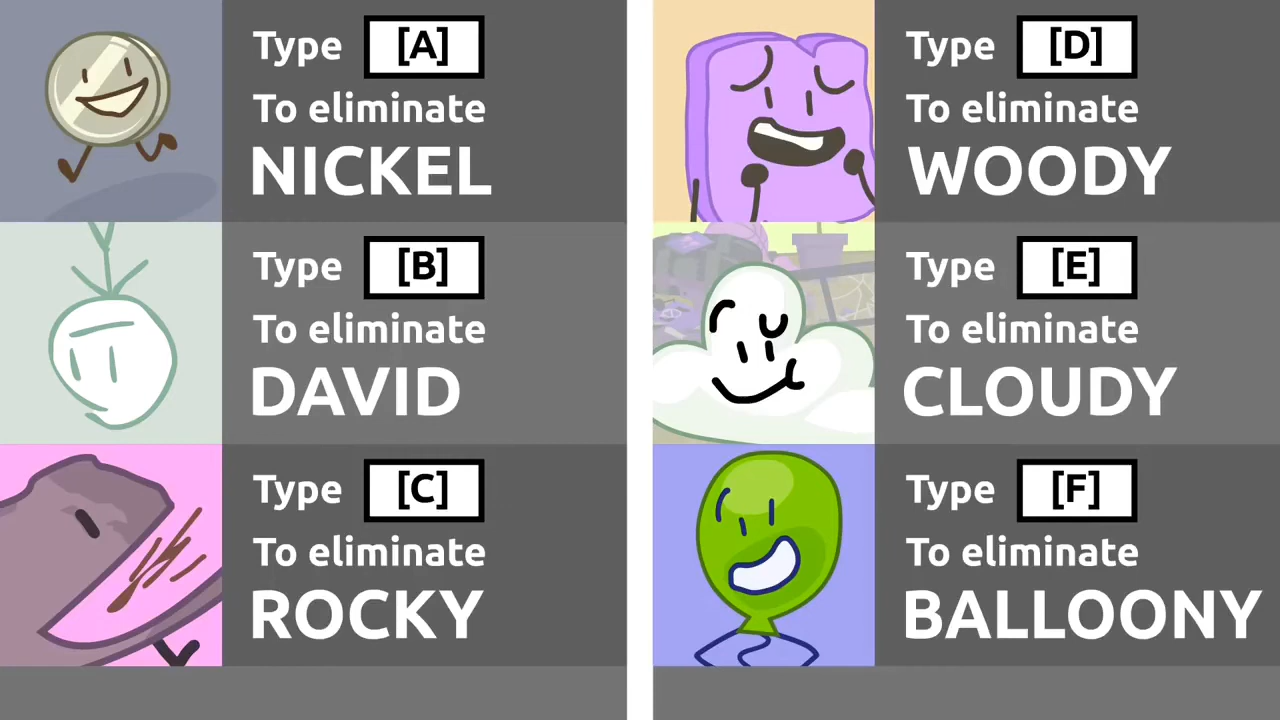 Type [A]
To eliminate
NICKEL
Type [B]
To eliminate
DAVID
Type [C]
To eliminate
ROCKY
Type [D]
To eliminate
WOODY
Type [E]
To eliminate
CLOUDY
Type [F]
To eliminate
BALLOONY